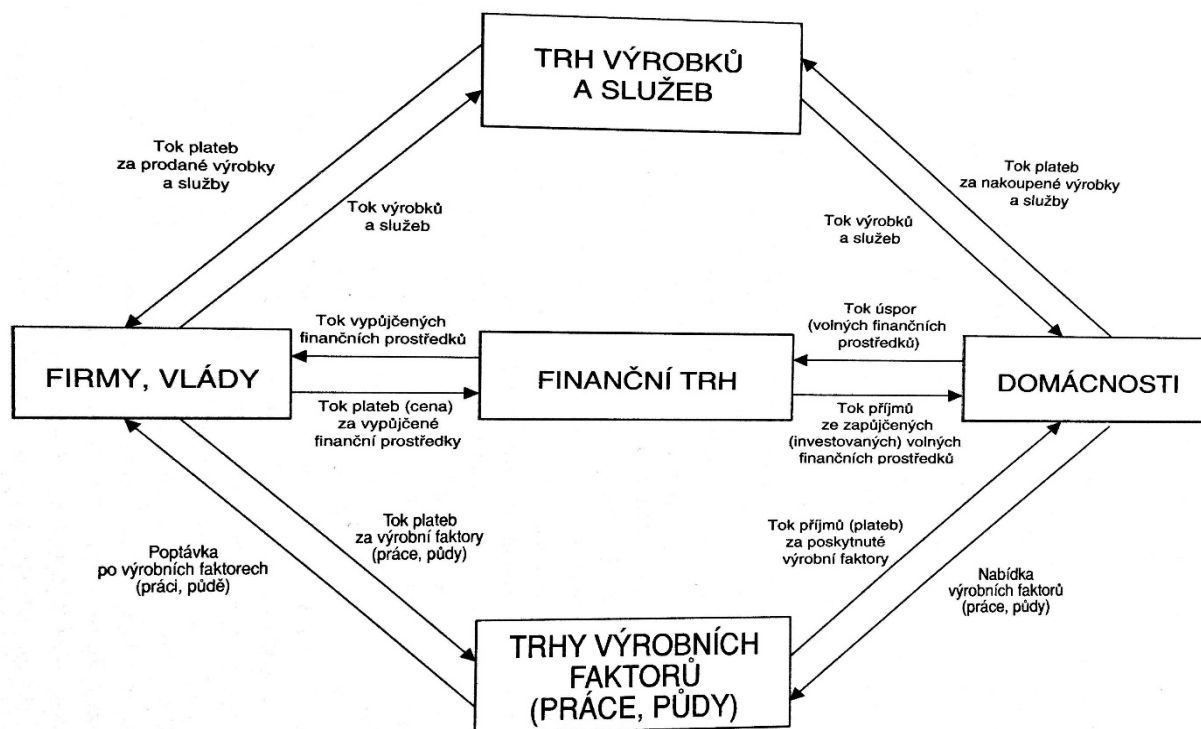 TRH VÝROBKŮ
A SLUŽEB
Tok plateb
za prodané výrobky
a služby
Tok výrobků
a služeb
Tok plateb
za nakoupené výrobky
a služby
Tok výrobků
a služeb
Tok vypůjčených
finančních prostředků
Tok úspor
(volných finančních
prostředků)
FIRMY, VLÁDY
FINANČNÍ TRH
DOMÁCNOSTI
Tok plateb (cena)
za vypůjčené
finanční prostředky
Tok příjmů
ze zapůjčených
(investovaných) volných
finančních prostředků
Poptávka
po výrobních faktorech
(práci, půdě)
Tok plateb
za výrobní faktory
(práce, půdy)
Tok příjmů (plateb)
za poskytnuté
výrobní faktory
Nabídka
výrobních faktorů
(práce, půdy)
TRHY VÝROBNÍCH
FAKTORŮ
(PRÁCE, PŮDY)